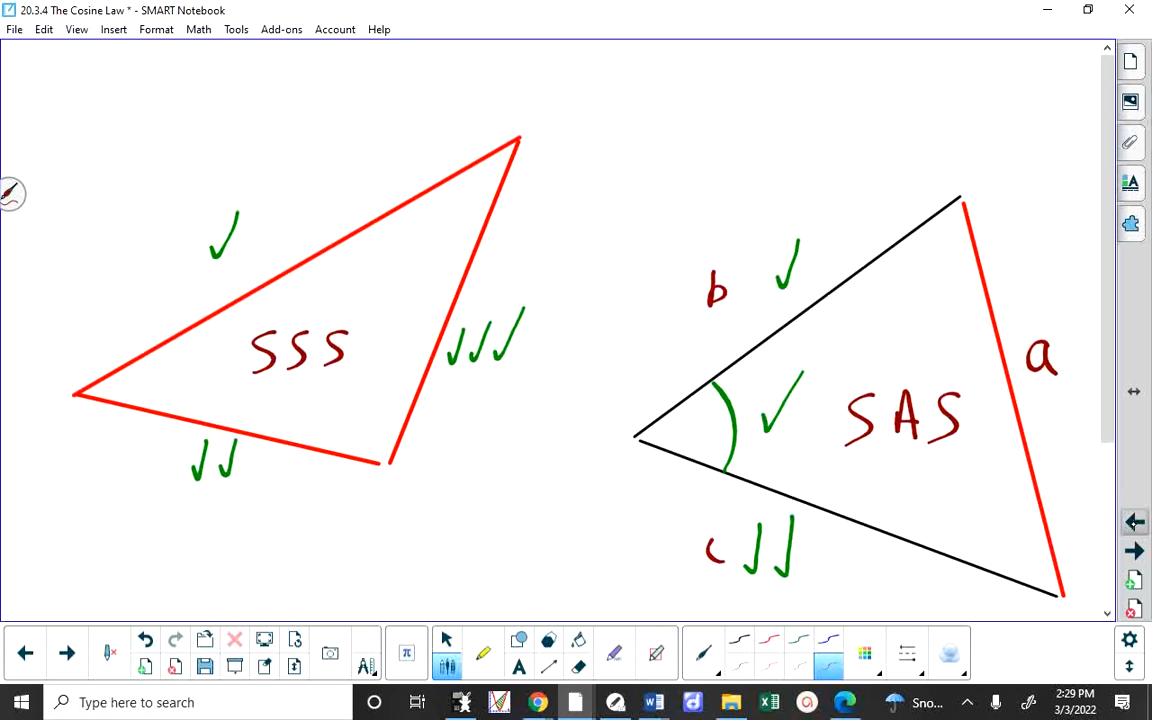 20.3.4 The Cosine Law * - SMART Notebook
File Edit View Insert Format Math Tools Add-ons Account Help
SSS
b
a
SAS
c
π
A
Type here to search
Sno...
2:29 PM
3/3/2022